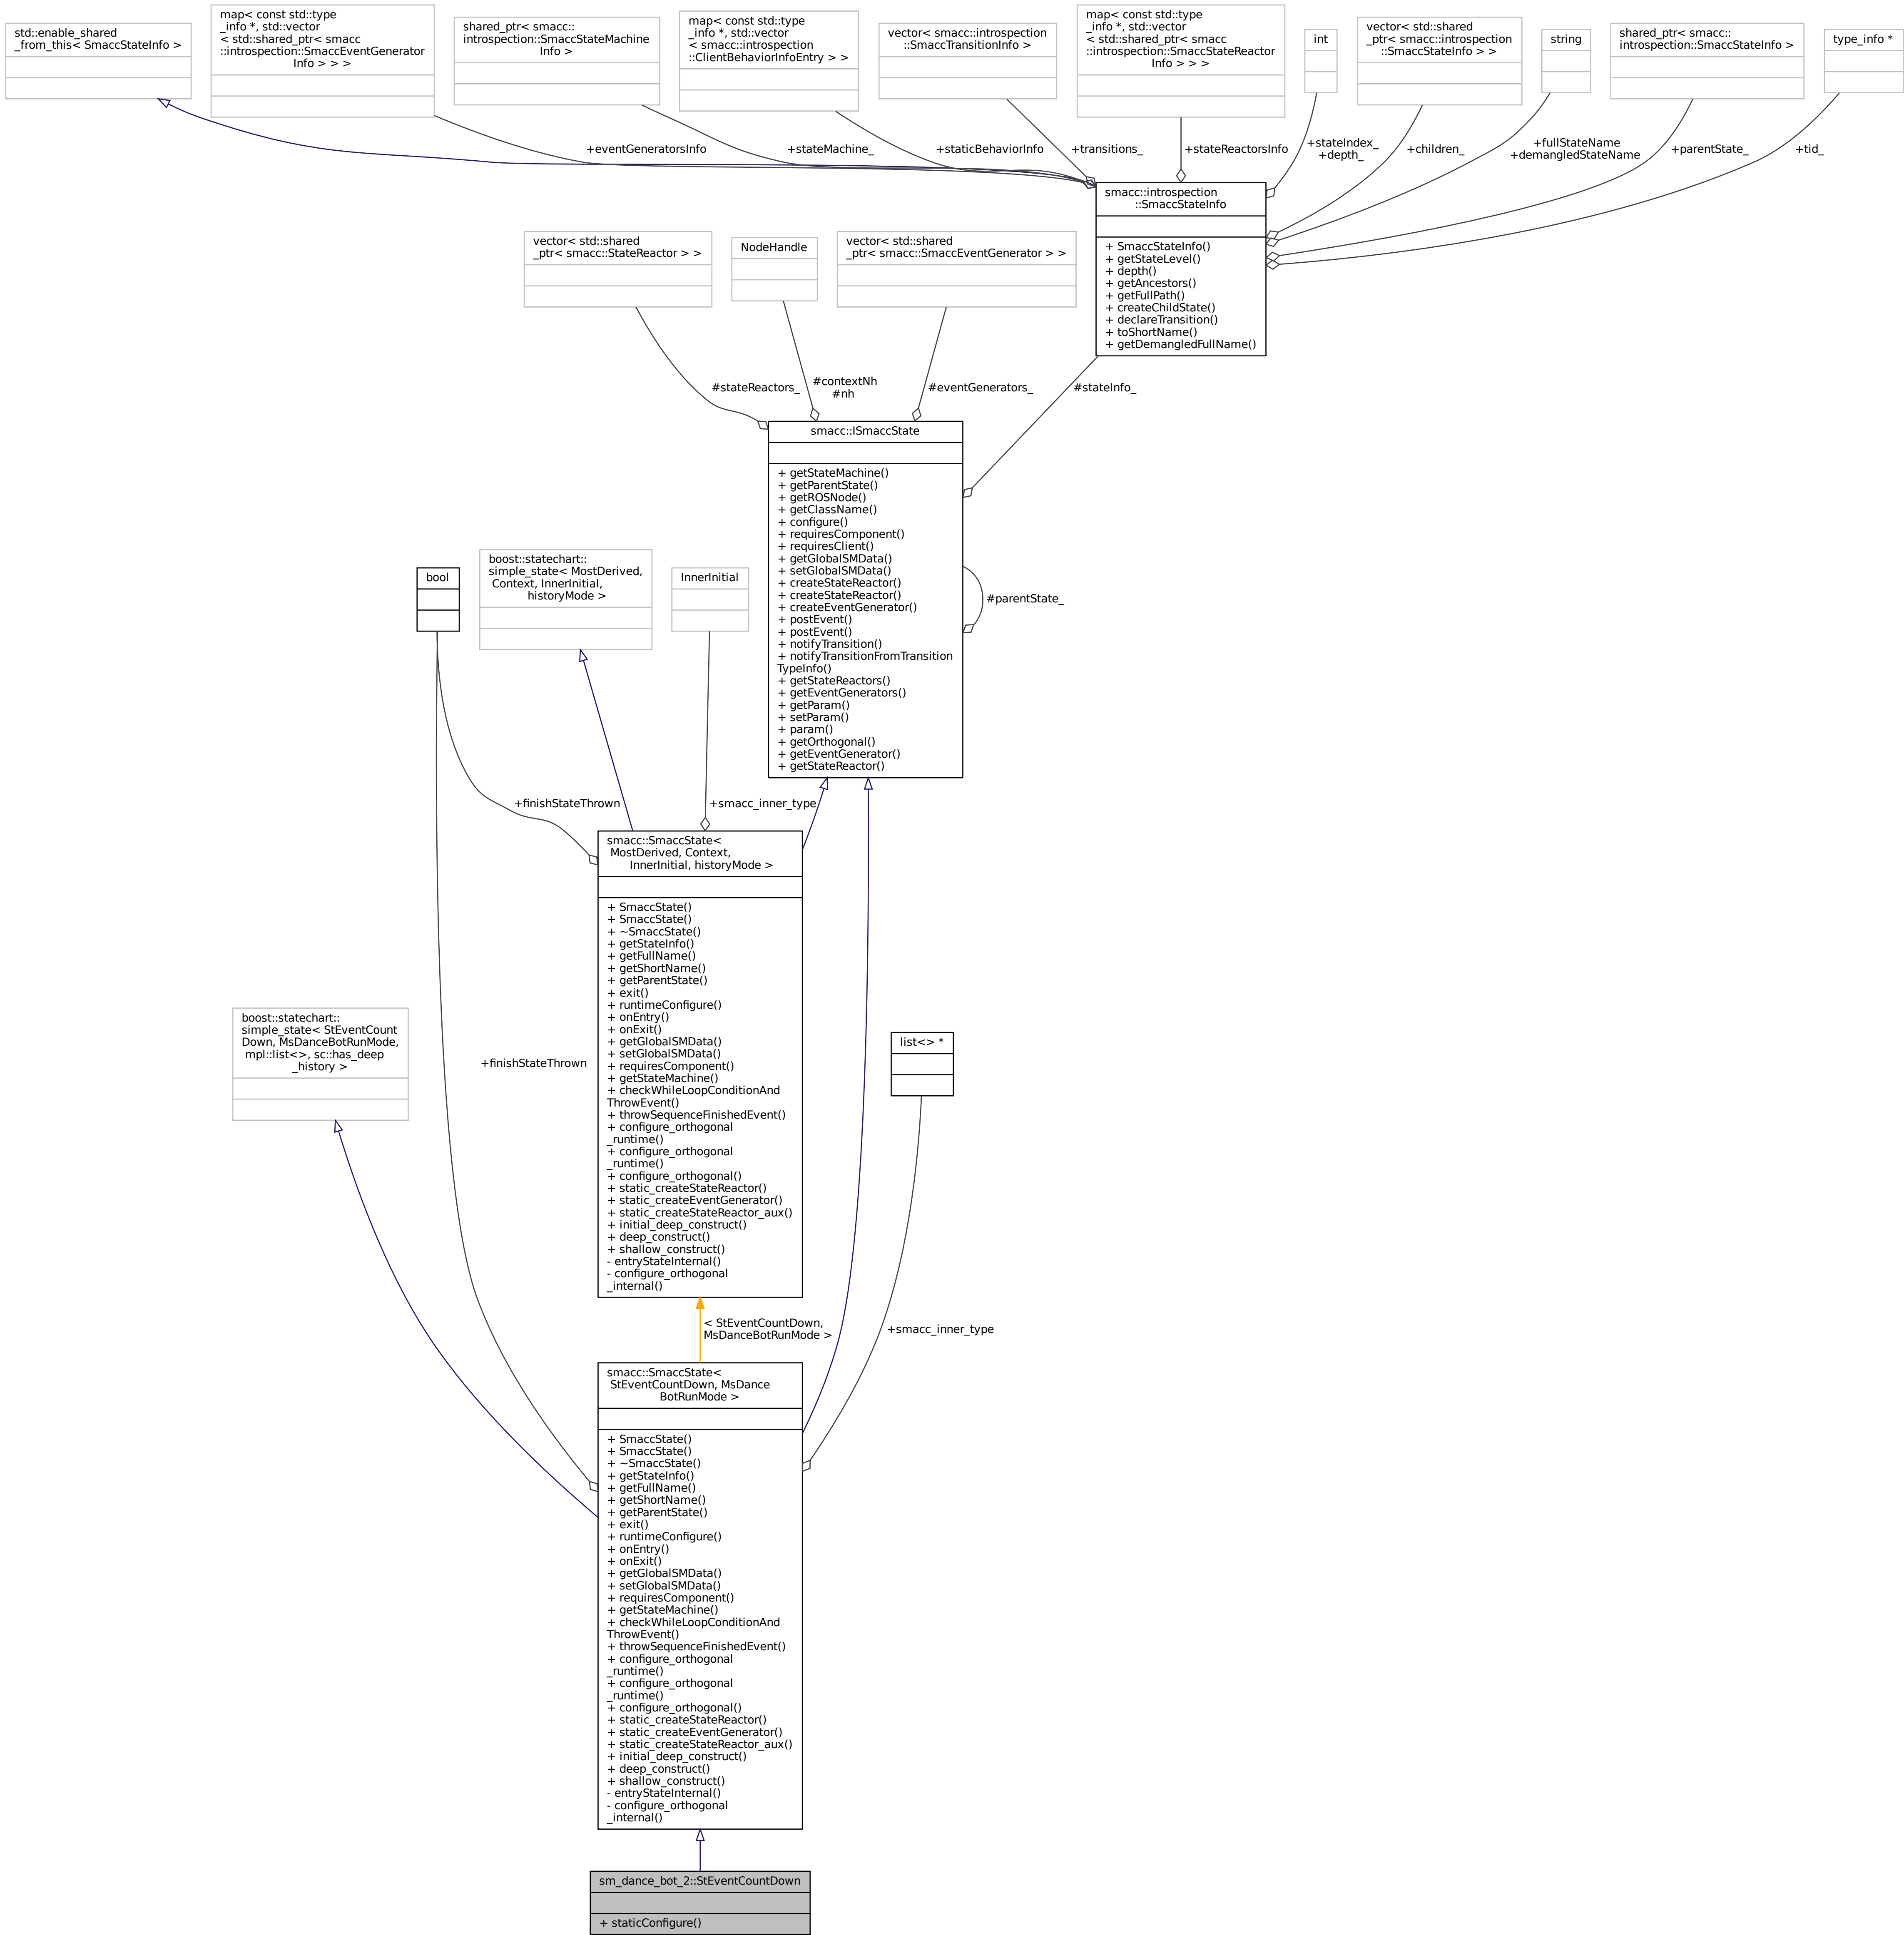 std::enable_shared
_from_this< SmaccStateInfo >
map< const std::type
_info *, std::vector
< std::shared_ptr< smacc
::introspection::SmaccEventGenerator
Info > > >
shared_ptr< smacc::
introspection::SmaccStateMachine
Info >
map< const std::type
_info *, std::vector
< smacc::introspection
::ClientBehaviorInfoEntry > >
vector< smacc::introspection
::SmaccTransitionInfo >
map< const std::type
_info *, std::vector
< std::shared_ptr< smacc
::introspection::SmaccStateReactor
Info > > >
int
vector< std::shared
_ptr< smacc::introspection
::SmaccStateInfo > >
string
shared_ptr< smacc::
introspection::SmaccStateInfo >
type_info *
+eventGeneratorsInfo
+stateMachine_
+staticBehaviorInfo
+transitions_
+stateReactorsInfo
+stateIndex_
+depth_
+children_
+fullStateName
+demangledStateName
+parentState_
+tid_
smacc::introspection
::SmaccStateInfo
+ SmaccStateInfo()
+ getStateLevel()
+ depth()
+ getAncestors()
+ getFullPath()
+ createChildState()
+ declareTransition()
+ toShortName()
+ getDemangledFullName()
vector< std::shared
_ptr< smacc::StateReactor > >
NodeHandle
vector< std::shared
_ptr< smacc::SmaccEventGenerator > >
#stateReactors_
#contextNh
#nh
#eventGenerators_
#stateInfo_
smacc::ISmaccState
+ getStateMachine()
+ getParentState()
+ getROSNode()
+ getClassName()
+ configure()
+ requiresComponent()
+ requiresClient()
+ getGlobalSMData()
+ setGlobalSMData()
+ createStateReactor()
+ createStateReactor()
+ createEventGenerator()
+ postEvent()
+ postEvent()
+ notifyTransition()
+ notifyTransitionFromTransition
TypeInfo()
+ getStateReactors()
+ getEventGenerators()
+ getParam()
+ setParam()
+ param()
+ getOrthogonal()
+ getEventGenerator()
+ getStateReactor()
#parentState_
bool
boost::statechart::
simple_state< MostDerived,
Context, InnerInitial,
historyMode >
InnerInitial
+finishStateThrown
+smacc_inner_type
smacc::SmaccState<
MostDerived, Context,
InnerInitial, historyMode >
+ SmaccState()
+ SmaccState()
+ ~SmaccState()
+ getStateInfo()
+ getFullName()
+ getShortName()
+ getParentState()
+ exit()
+ runtimeConfigure()
+ onEntry()
+ onExit()
+ getGlobalSMData()
+ setGlobalSMData()
+ requiresComponent()
+ getStateMachine()
+ checkWhileLoopConditionAnd
ThrowEvent()
+ throwSequenceFinishedEvent()
+ configure_orthogonal
_runtime()
+ configure_orthogonal
_runtime()
+ configure_orthogonal()
+ static_createStateReactor()
+ static_createEventGenerator()
+ static_createStateReactor_aux()
+ initial_deep_construct()
+ deep_construct()
+ shallow_construct()
- entryStateInternal()
- configure_orthogonal
_internal()
boost::statechart::
simple_state< StEventCount
Down, MsDanceBotRunMode,
mpl::list<>, sc::has_deep
_history >
+finishStateThrown
list<> *
< StEventCountDown,
MsDanceBotRunMode >
+smacc_inner_type
smacc::SmaccState<
StEventCountDown, MsDance
BotRunMode >
+ SmaccState()
+ SmaccState()
+ ~SmaccState()
+ getStateInfo()
+ getFullName()
+ getShortName()
+ getParentState()
+ exit()
+ runtimeConfigure()
+ onEntry()
+ onExit()
+ getGlobalSMData()
+ setGlobalSMData()
+ requiresComponent()
+ getStateMachine()
+ checkWhileLoopConditionAnd
ThrowEvent()
+ throwSequenceFinishedEvent()
+ configure_orthogonal
_runtime()
+ configure_orthogonal
_runtime()
+ configure_orthogonal()
+ static_createStateReactor()
+ static_createEventGenerator()
+ static_createStateReactor_aux()
+ initial_deep_construct()
+ deep_construct()
+ shallow_construct()
- entryStateInternal()
- configure_orthogonal
_internal()
sm_dance_bot_2::StEventCountDown
+ staticConfigure()